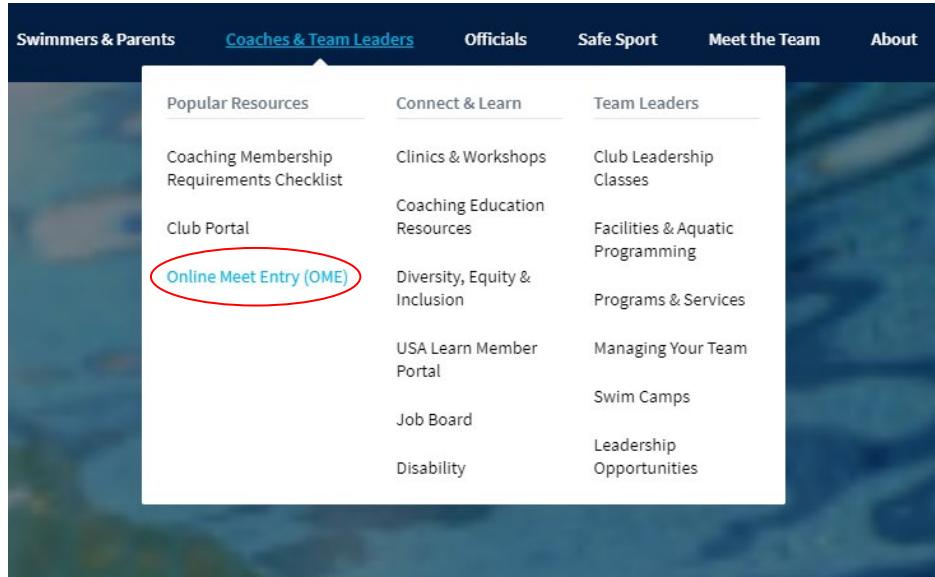 Swimmers & Parents Coaches & Team Leaders Officials Safe Sport Meet the Team About
Popular Resources
Coaching Membership
Requirements Checklist
Club Portal
Online Meet Entry (OME)
Connect & Learn
Clinics & Workshops
Coaching Education
Resources
Diversity, Equity &
Inclusion
USA Learn Member
Portal
Job Board
Disability
Team Leaders
Club Leadership
Classes
Facilities & Aquatic
Programming
Programs & Services
Managing Your Team
Swim Camps
Leadership
Opportunities